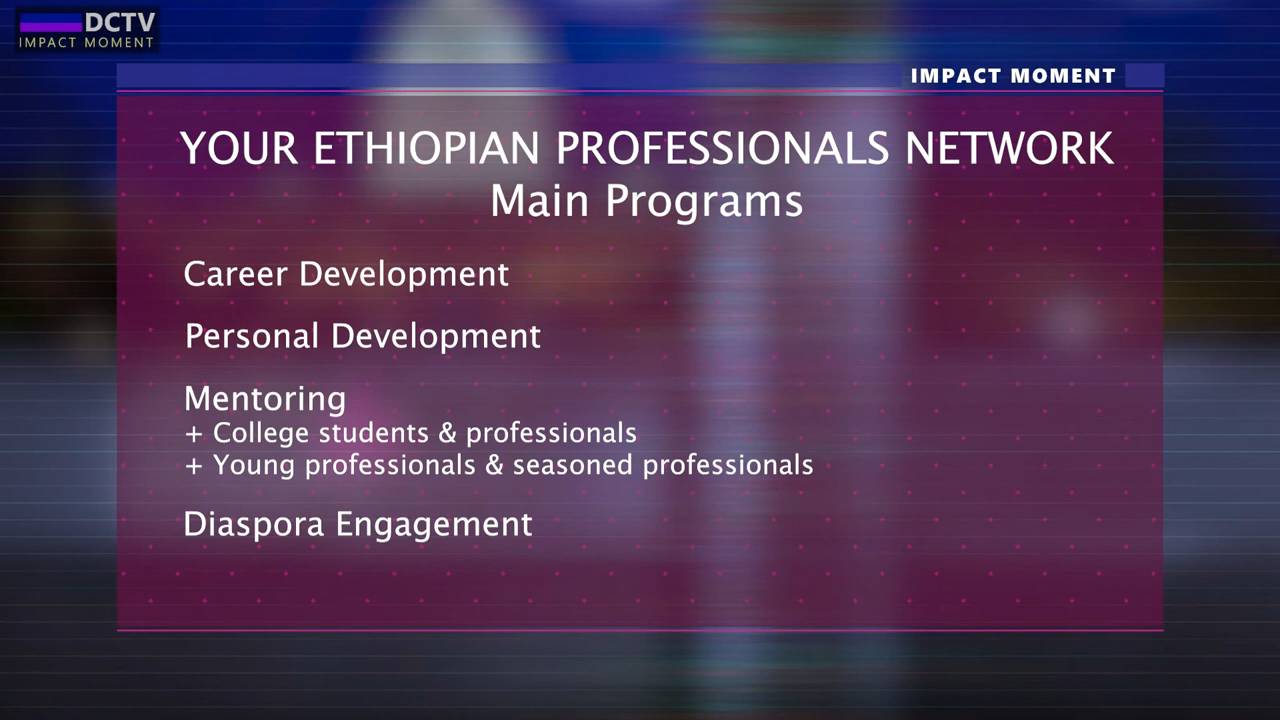 DCTV
IMPACT MOMENT
IMPACT MOMENT
YOUR ETHIOPIAN PROFESSIONALS NETWORK
Main Programs
Career Development
Personal Development
Mentoring
+ College students & professionals
+ Young professionals & seasoned professionals
Diaspora Engagement